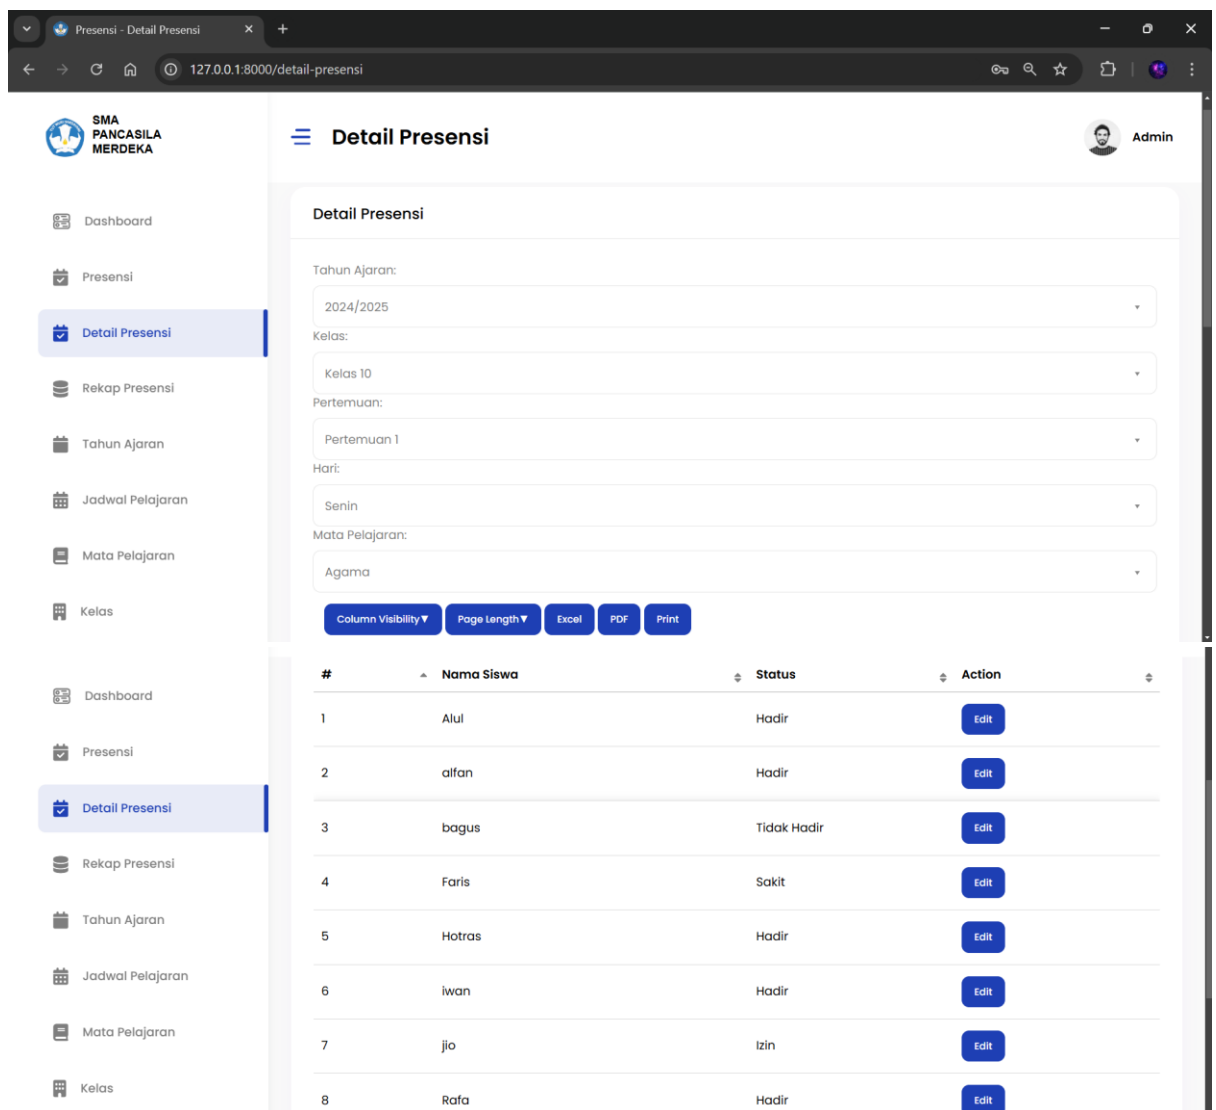 Presensi - Detail Presensi
127.0.0.1:8000/detail-presensi
SMA
PANCASILA
MERDEKA
Detail Presensi
Admin
Dashboard
Presensi
Detail Presensi
Rekap Presensi
Tahun Ajaran
Jadwal Pelajaran
Mata Pelajaran
Kelas
Detail Presensi
Tahun Ajaran:
2024/2025
Kelas:
Kelas 10
Pertemuan:
Pertemuan 1
Hari:
Senin
Mata Pelajaran:
Agama
Column Visibility▼ Page Length▼ Excel PDF Print
Dashboard
Presensi
Detail Presensi
Rekap Presensi
Tahun Ajaran
Jadwal Pelajaran
Mata Pelajaran
Kelas
# Nama Siswa Status Action
1 Alul Hadir Edit
2 alfan Hadir Edit
3 bagus Tidak Hadir Edit
4 Faris Sakit Edit
5 Hotras Hadir Edit
6 iwan Hadir Edit
7 jio Izin Edit
8 Rafa Hadir Edit